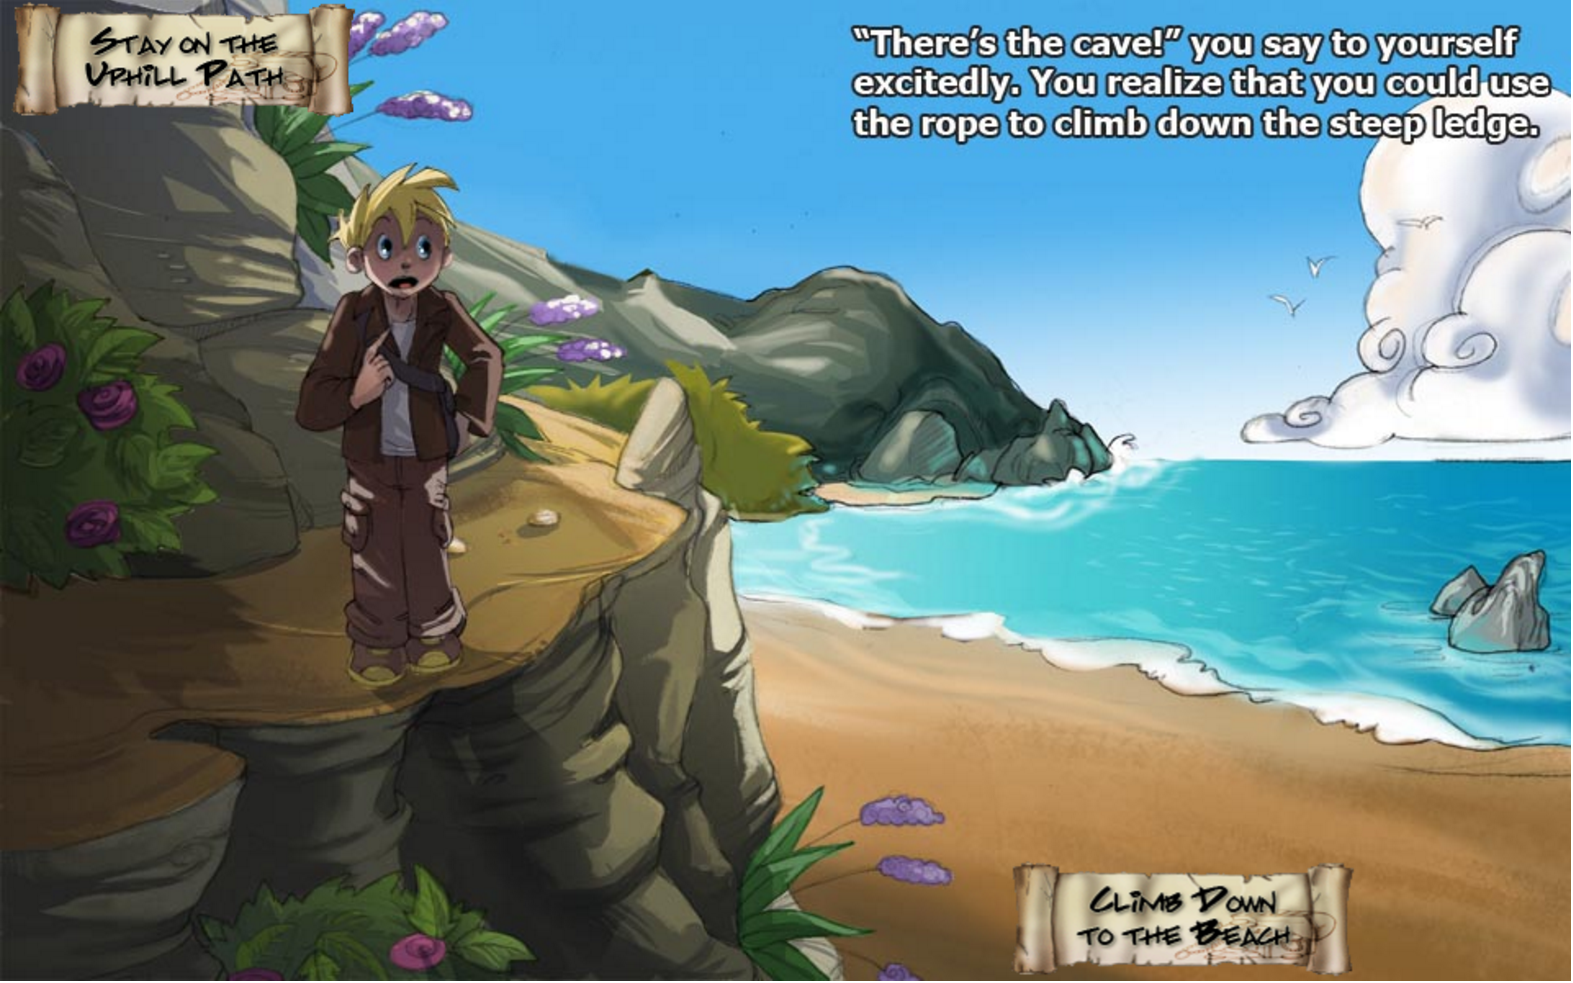 STAY ON THE
UPHILL PATH
“There’s the cave!” you say to yourself
excitedly. You realize that you could use
the rope to climb down the steep ledge.
CLIMB DOWN
TO THE BEACH